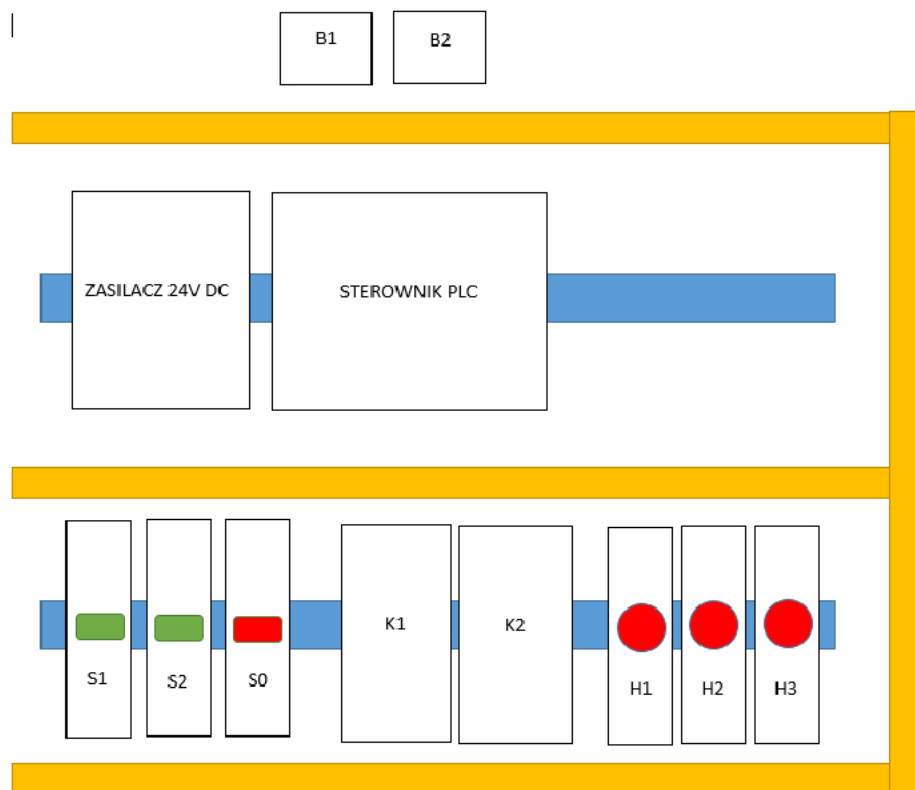 B1
B2
ZASILACZ 24V DC
STEROWNIK PLC
S1
S2
S0
K1
K2
H1
H2
H3